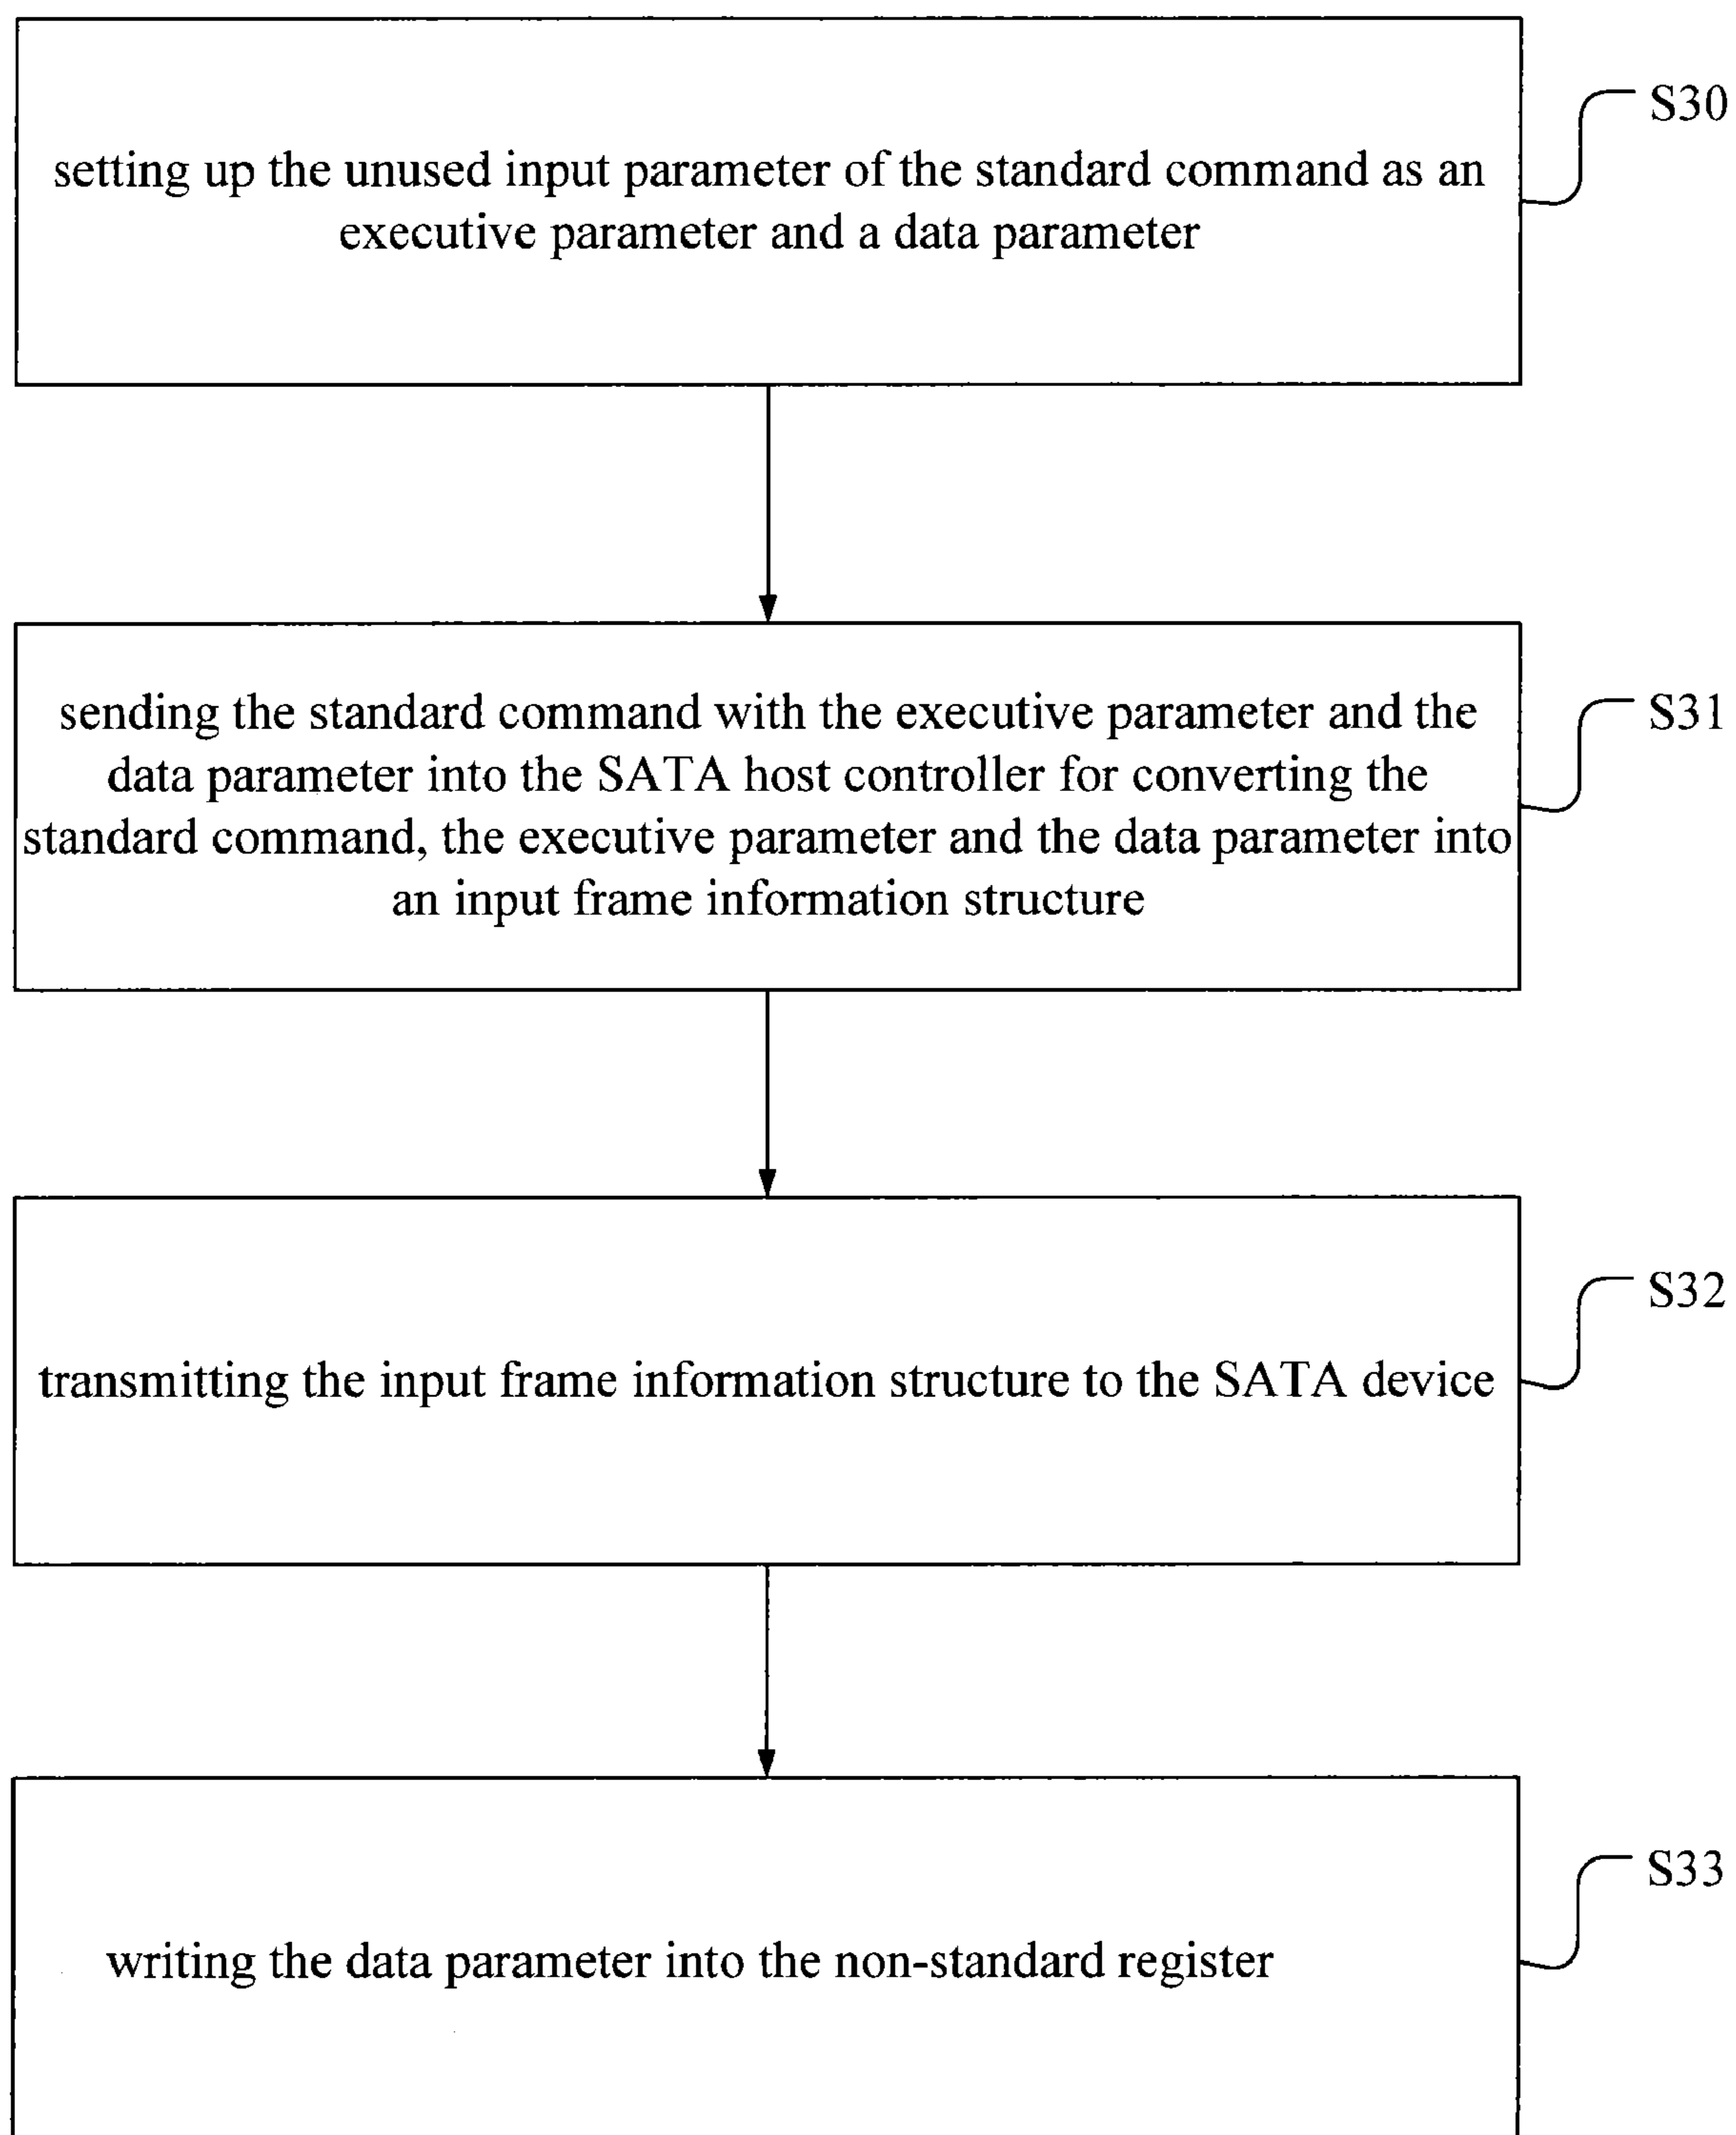 setting up the unused input parameter of the standard command as an
executive parameter and a data parameter
S30
sending the standard command with the executive parameter and the
data parameter into the SATA host controller for converting the
standard command, the executive parameter and the data parameter into
an input frame information structure
S31
transmitting the input frame information structure to the SATA device
S32
writing the data parameter into the non-standard register
S33